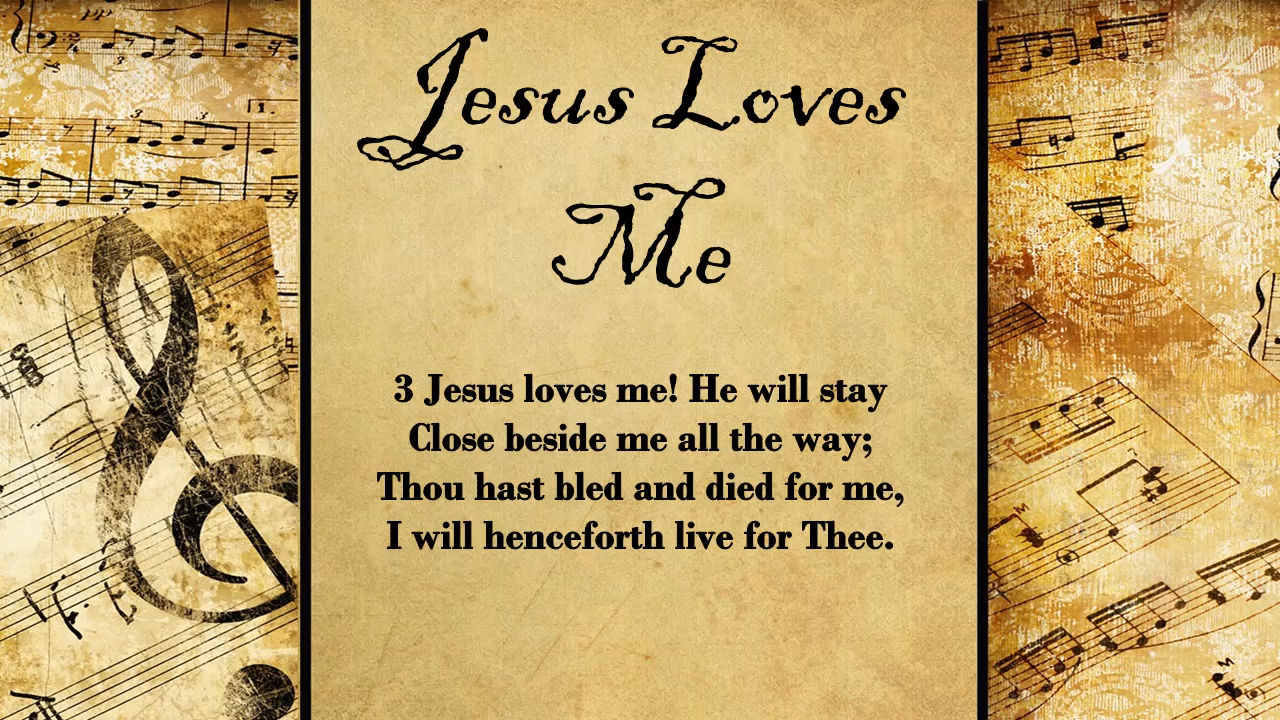 Jesus Loves
Me
3 Jesus loves me! He will stay
Close beside me all the way;
Thou hast bled and died for me,
I will henceforth live for Thee.